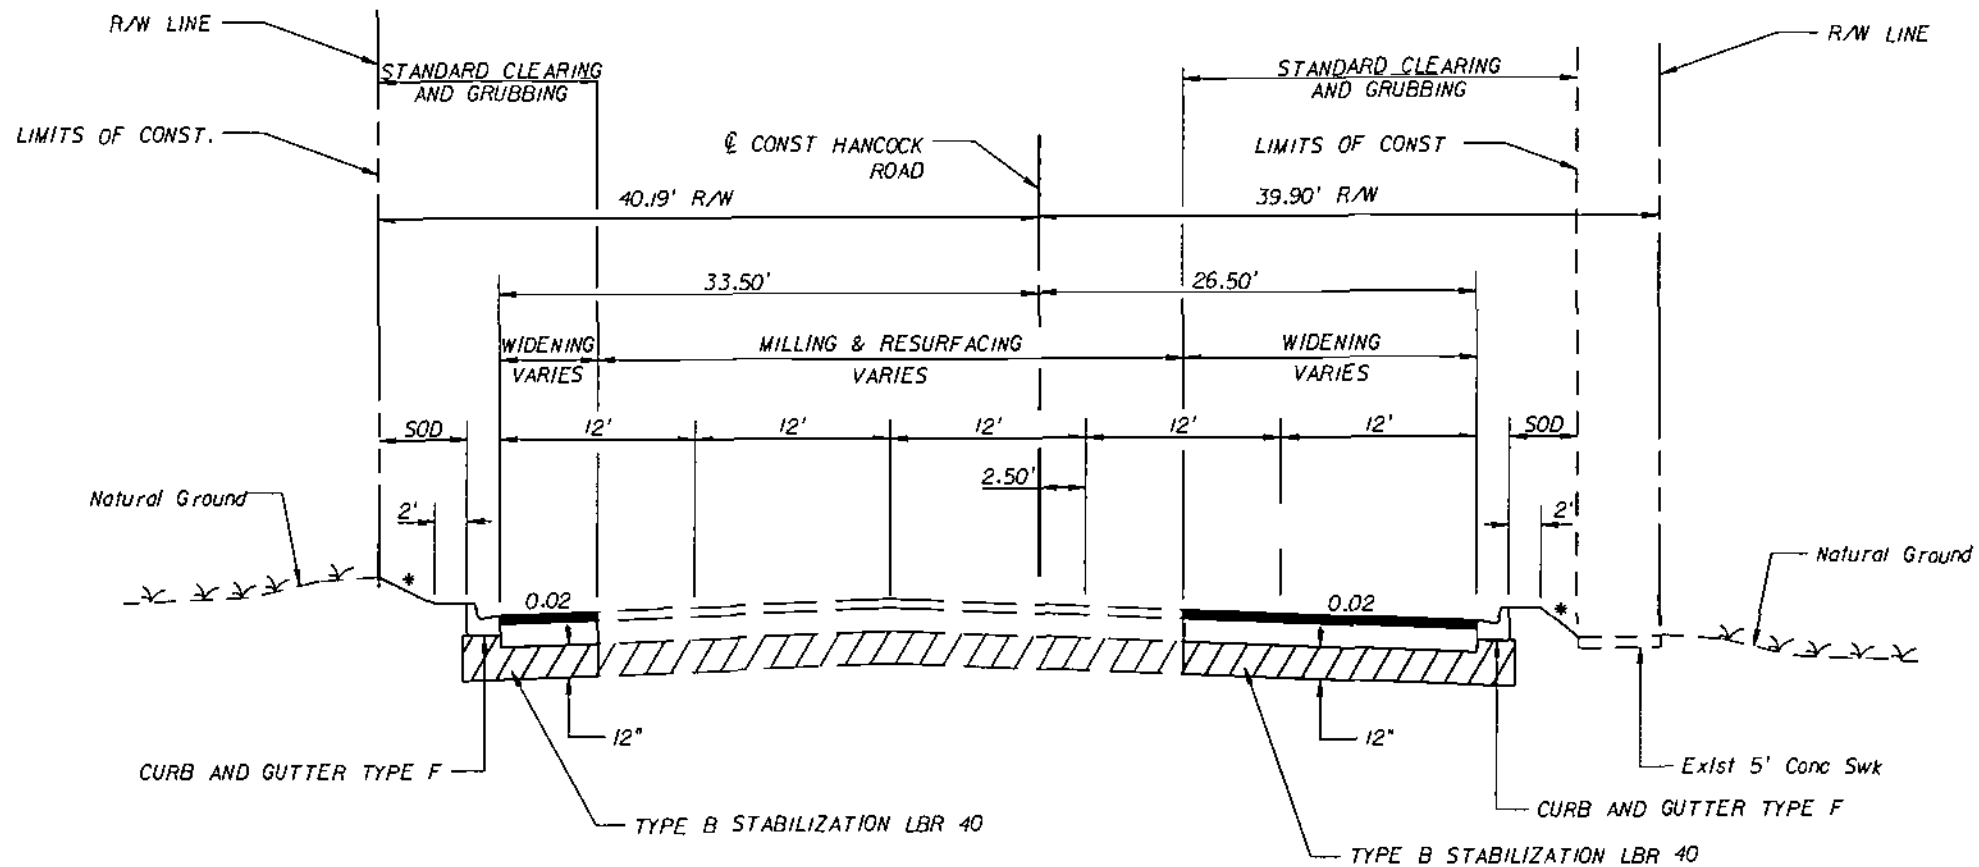 R/W LINE
R/W LINE
STANDARD CLEARING
AND GRUBBING
STANDARD CLEARING
AND GRUBBING
LIMITS OF CONST.
℄ CONST HANCOCK
ROAD
LIMITS OF CONST
40.19' R/W
39.90' R/W
33.50'
26.50'
WIDENING
VARIES
MILLING & RESURFACING
VARIES
WIDENING
VARIES
SOD
12'
12'
12'
12'
12'
SOD
2.50'
Natural Ground
2'
2'
Natural Ground
*
0.02
0.02
*
12"
12"
CURB AND GUTTER TYPE F
Exist 5' Conc Swk
CURB AND GUTTER TYPE F
TYPE B STABILIZATION LBR 40
TYPE B STABILIZATION LBR 40